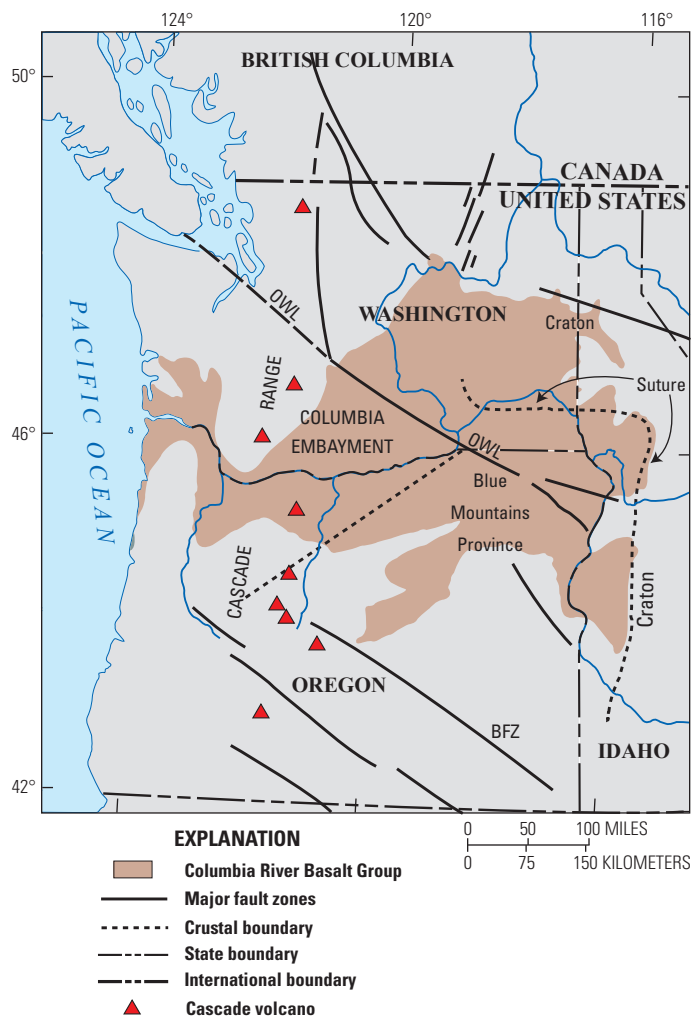 124°
120°
116°
50°
BRITISH COLUMBIA
CANADA
UNITED STATES
OWL
WASHINGTON
Craton
RANGE
Suture
COLUMBIA
EMBAYMENT
46°
OWL
Blue
Mountains
Province
PACIFIC OCEAN
CASCADE
Craton
OREGON
BFZ
IDAHO
42°
EXPLANATION
0 50 100 MILES
0 75 150 KILOMETERS
Columbia River Basalt Group
Major fault zones
Crustal boundary
State boundary
International boundary
Cascade volcano